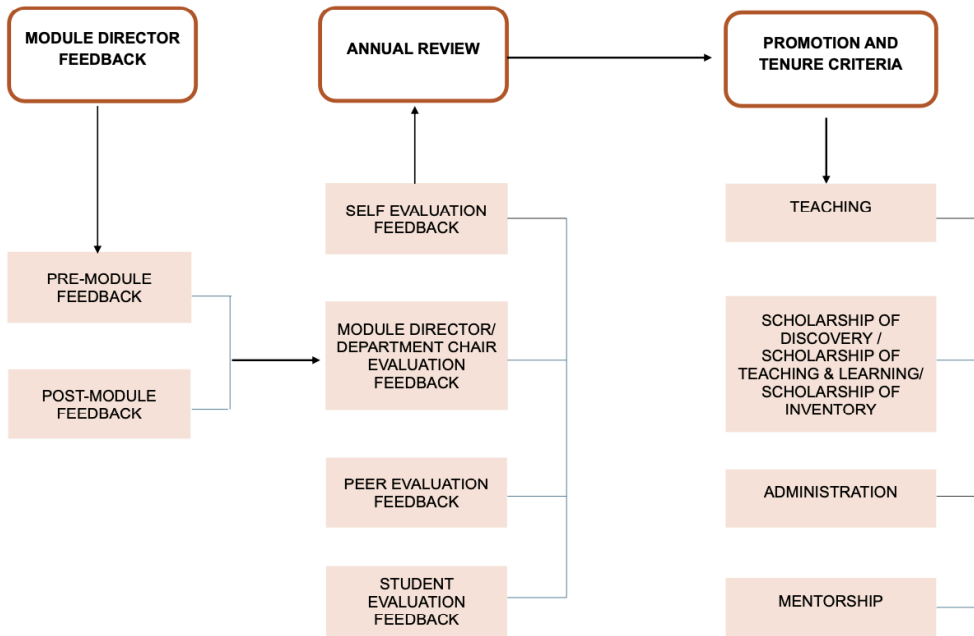 MODULE DIRECTOR
FEEDBACK
ANNUAL REVIEW
PROMOTION AND
TENURE CRITERIA
PRE-MODULE
FEEDBACK
POST-MODULE
FEEDBACK
SELF EVALUATION
FEEDBACK
MODULE DIRECTOR/
DEPARTMENT CHAIR
EVALUATION
FEEDBACK
PEER EVALUATION
FEEDBACK
STUDENT
EVALUATION
FEEDBACK
TEACHING
SCHOLARSHIP OF
DISCOVERY /
SCHOLARSHIP OF
TEACHING & LEARNING/
SCHOLARSHIP OF
INVENTORY
ADMINISTRATION
MENTORSHIP